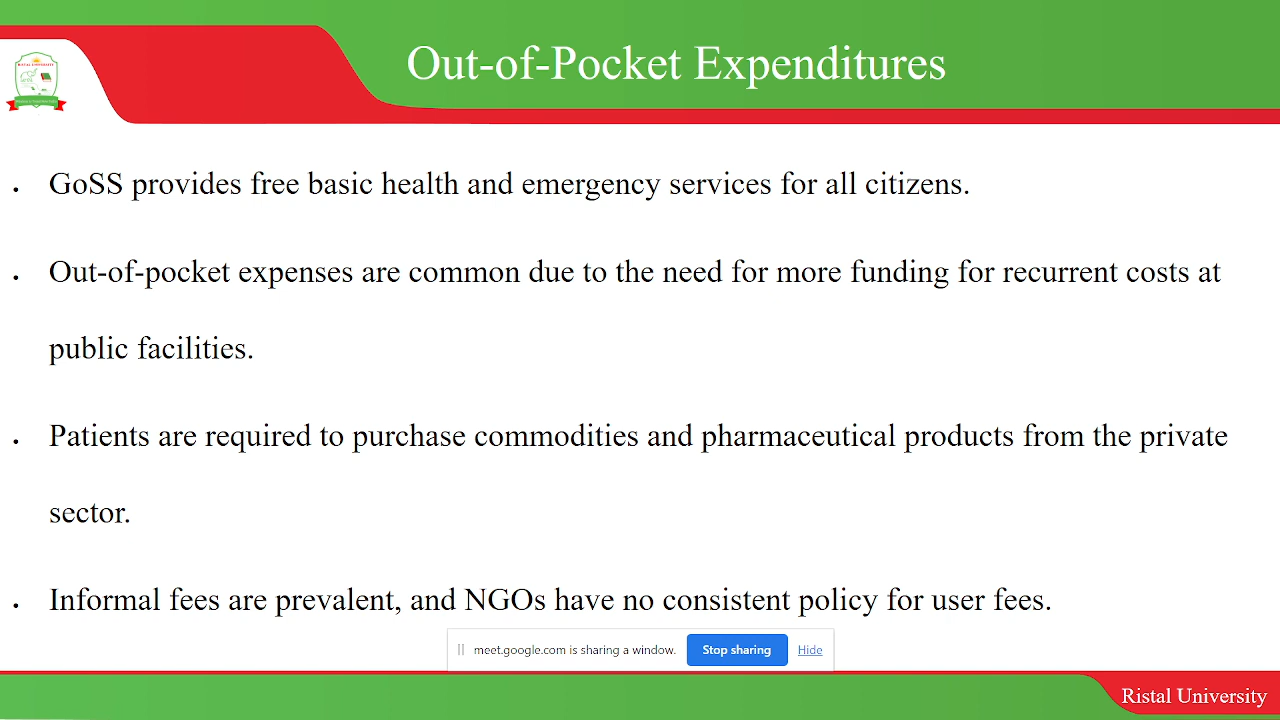 Out-of-Pocket Expenditures
RISTAL UNIVERSITY
• GoSS provides free basic health and emergency services for all citizens.
• Out-of-pocket expenses are common due to the need for more funding for recurrent costs at
public facilities.
• Patients are required to purchase commodities and pharmaceutical products from the private
sector.
• Informal fees are prevalent, and NGOs have no consistent policy for user fees.
meet.google.com is sharing a window. Stop sharing Hide
Ristal University